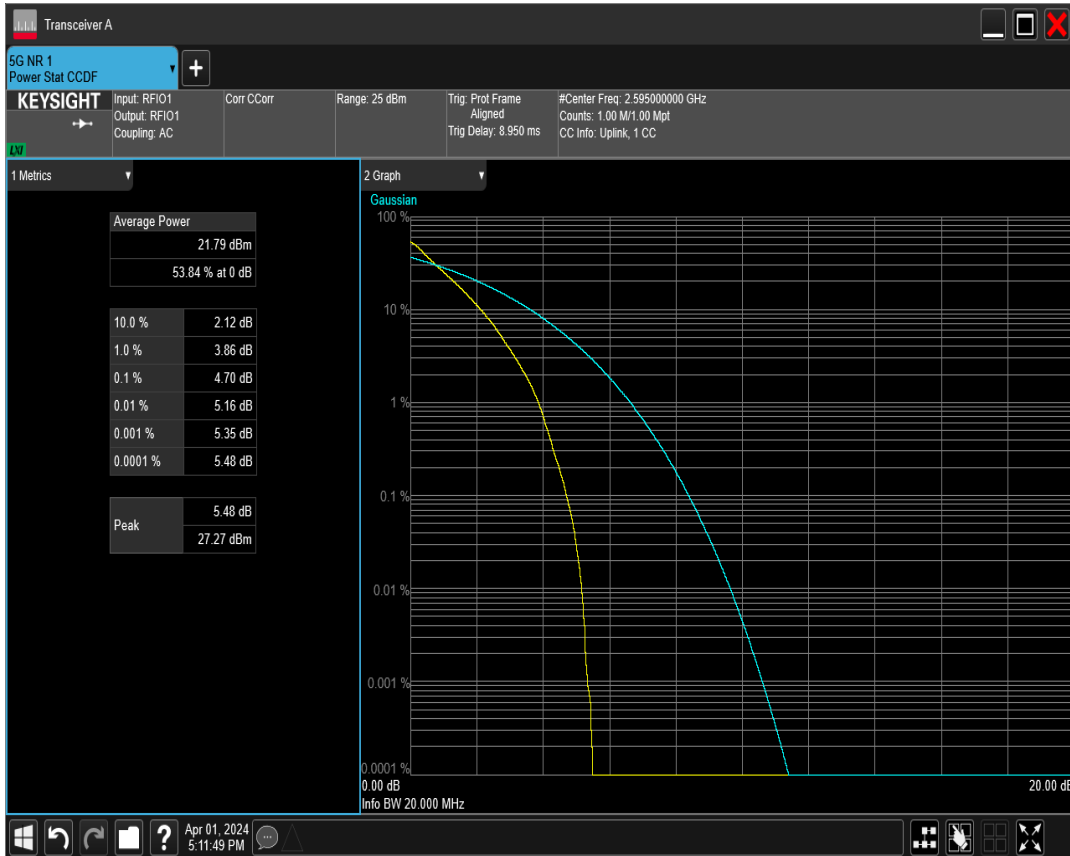 Transceiver A
5G NR 1
Power Stat CCDF
KEYSIGHT
LXI
Input: RFIO1
Output: RFIO1
Coupling: AC
Corr CCorr
Range: 25 dBm
Trig: Prot Frame
Aligned
Trig Delay: 8.950 ms
#Center Freq: 2.595000000 GHz
Counts: 1.00 M/1.00 Mpt
CC Info: Uplink, 1 CC
1 Metrics
Average Power
21.79 dBm
53.84 % at 0 dB
10.0 % 2.12 dB
1.0 % 3.86 dB
0.1 % 4.70 dB
0.01 % 5.16 dB
0.001 % 5.35 dB
0.0001 % 5.48 dB
Peak 5.48 dB
27.27 dBm
2 Graph
Gaussian
100 %
10 %
1 %
0.1 %
0.01 %
0.001 %
0.0001 %
0.00 dB 20.00 dB
Info BW 20.000 MHz
Apr 01, 2024
5:11:49 PM